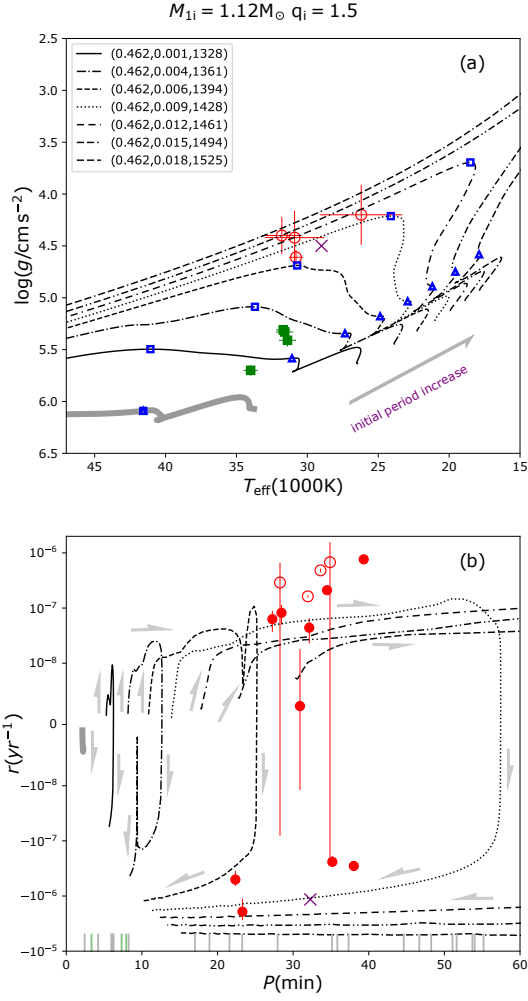 M₁ᵢ = 1.12M☉ qᵢ = 1.5
(a)
(0.462,0.001,1328)
(0.462,0.004,1361)
(0.462,0.006,1394)
(0.462,0.009,1428)
(0.462,0.012,1461)
(0.462,0.015,1494)
(0.462,0.018,1525)
2.5
3.0
3.5
4.0
4.5
5.0
5.5
6.0
6.5
log(g/cm s⁻²)
initial period increase
45 40 35 30 25 20 15
T_eff(1000K)
(b)
10⁻⁶
10⁻⁷
10⁻⁸
0
-10⁻⁸
-10⁻⁷
-10⁻⁶
-10⁻⁵
r(yr⁻¹)
0 10 20 30 40 50 60
P(min)